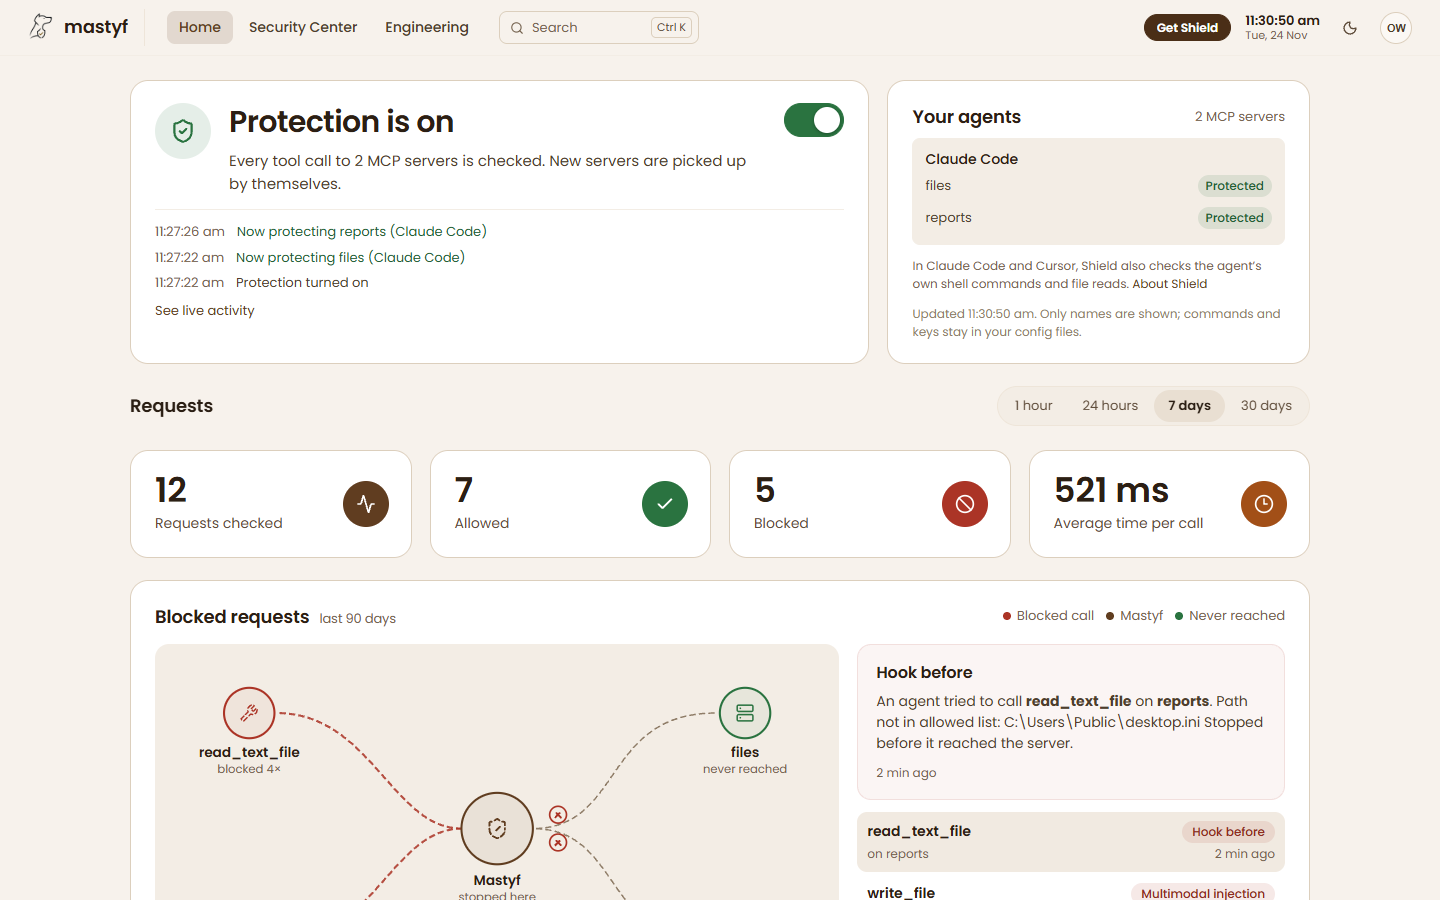 mastyf
Home
Security Center
Engineering
Search
Ctrl K
Get Shield
11:30:50 am
Tue, 24 Nov
OW
Protection is on
Every tool call to 2 MCP servers is checked. New servers are picked up
by themselves.
11:27:26 am Now protecting reports (Claude Code)
11:27:22 am Now protecting files (Claude Code)
11:27:22 am Protection turned on
See live activity
Your agents
2 MCP servers
Claude Code
files
Protected
reports
Protected
In Claude Code and Cursor, Shield also checks the agent's
own shell commands and file reads. About Shield
Updated 11:30:50 am. Only names are shown; commands and
keys stay in your config files.
Requests
1 hour
24 hours
7 days
30 days
12
Requests checked
7
Allowed
5
Blocked
521 ms
Average time per call
Blocked requests last 90 days
Blocked call
Mastyf
Never reached
read_text_file
blocked 4×
files
never reached
Mastyf
stopped here
Hook before
An agent tried to call read_text_file on reports. Path
not in allowed list: C:\Users\Public\desktop.ini Stopped
before it reached the server.
2 min ago
read_text_file
Hook before
on reports
2 min ago
write_file
Multimodal injection